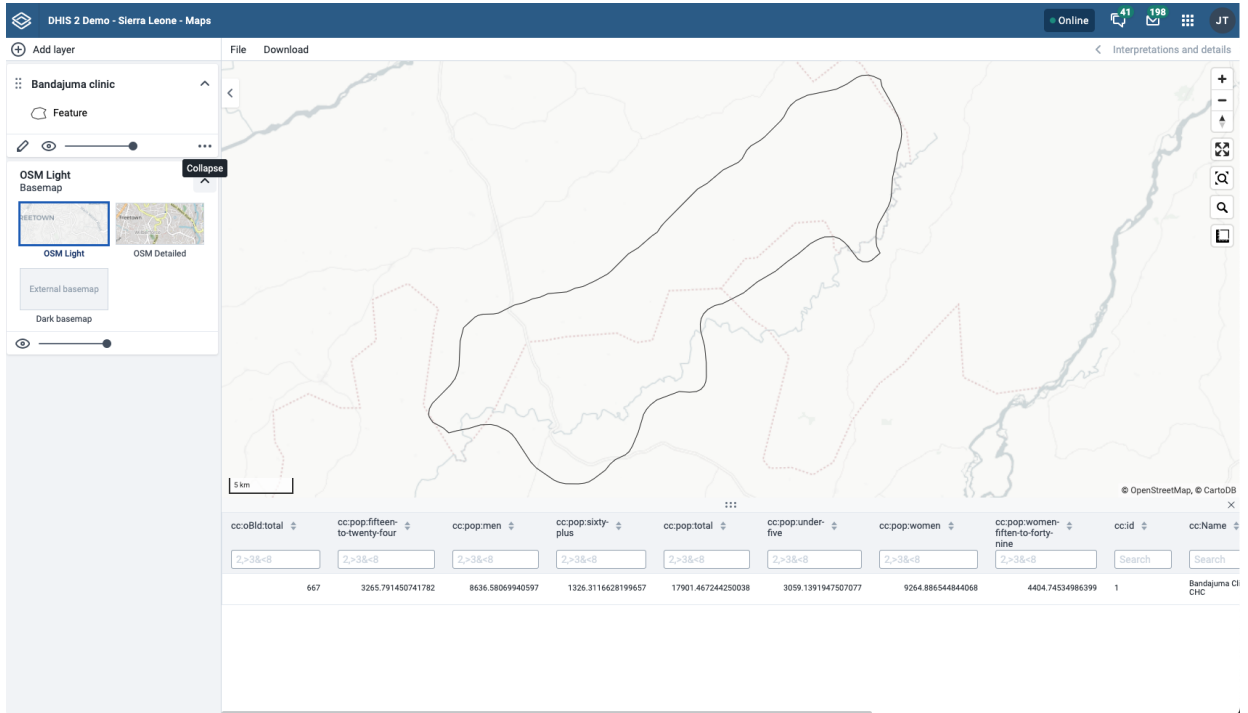 DHIS 2 Demo - Sierra Leone - Maps
Online
41
198
JT
Add layer
File
Download
Interpretations and details
Bandajuma clinic
Feature
Collapse
OSM Light
Basemap
OSM Light
OSM Detailed
External basemap
Dark basemap
5 km
© OpenStreetMap, © CartoDB
cc:oBld:total
cc:pop:fifteen-
to-twenty-four
cc:pop:men
cc:pop:sixty-
plus
cc:pop:total
cc:pop:under-
five
cc:pop:women
cc:pop:women-
fiften-to-forty-
nine
cc:id
cc:Name
2,>3&<8
2,>3&<8
2,>3&<8
2,>3&<8
2,>3&<8
2,>3&<8
2,>3&<8
2,>3&<8
Search
Search
667
3265.791450741782
8636.58069940597
1326.3116628199657
17901.467244250038
3059.1391947507077
9264.886544844068
4404.74534986399
1
Bandajuma Cli
CHC